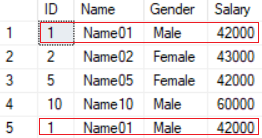 ID Name Gender Salary
1 1 Name01 Male 42000
2 2 Name02 Female 43000
3 5 Name05 Female 42000
4 10 Name10 Male 60000
5 1 Name01 Male 42000